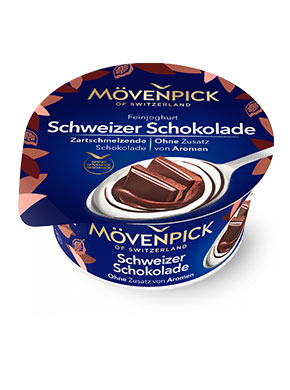 MÖVENPICK
OF SWITZERLAND
Feinjoghurt
Schweizer Schokolade
Zartschmelzende | Ohne Zusatz
Schokolade | von Aromen
MÖVENPICK
OF SWITZERLAND
Schweizer
Schokolade
Ohne Zusatz von Aromen